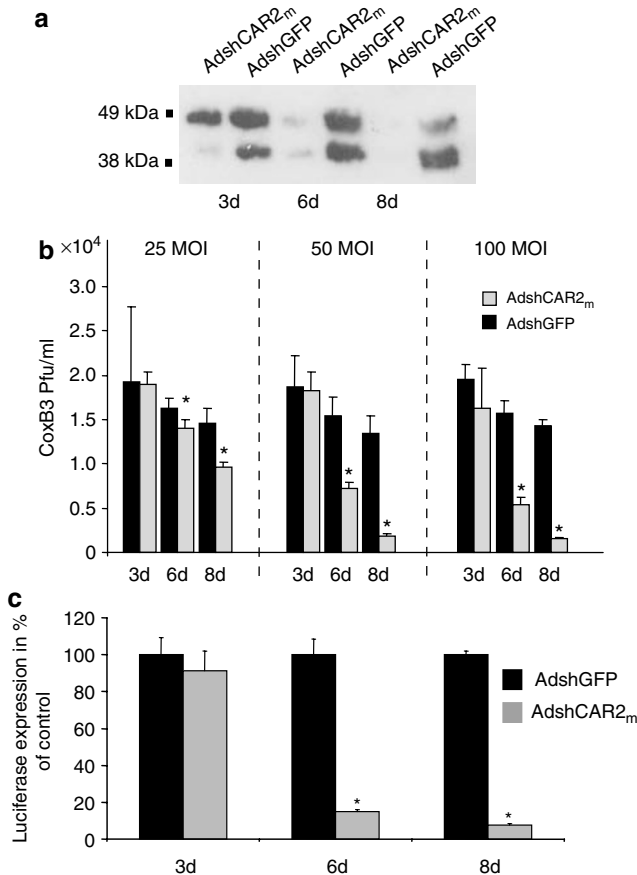 a
AdshCAR2m AdshGFP AdshCAR2m AdshGFP AdshCAR2m AdshGFP
49 kDa
38 kDa
3d 6d 8d
b
×10⁴
25 MOI 50 MOI 100 MOI
3.0
2.5
2.0
1.5
1.0
0.5
0
CoxB3 Pfu/ml
AdshCAR2m
AdshGFP
* * * * * *
3d 6d 8d 3d 6d 8d 3d 6d 8d
c
120
100
80
60
40
20
0
Luciferase expression in %
of control
AdshGFP
AdshCAR2m
* *
3d 6d 8d